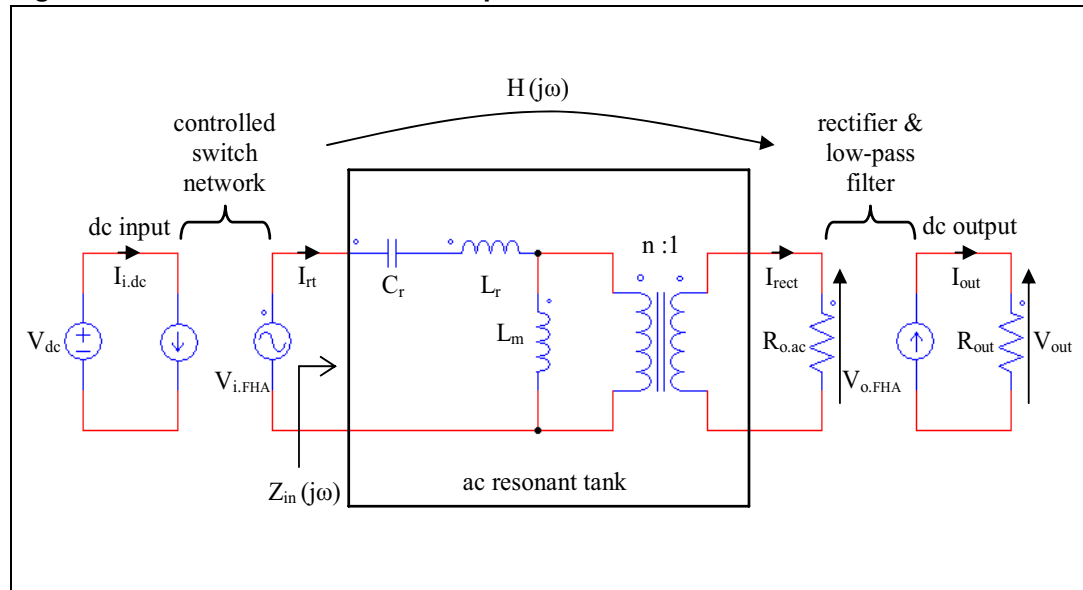 H(jω)
controlled
switch
network
rectifier &
low-pass
filter
dc input
dc output
I_i.dc
I_rt
C_r
L_r
n :1
I_rect
I_out
V_dc
L_m
R_o.ac
R_out
V_out
V_i.FHA
V_o.FHA
Z_in (jω)
ac resonant tank